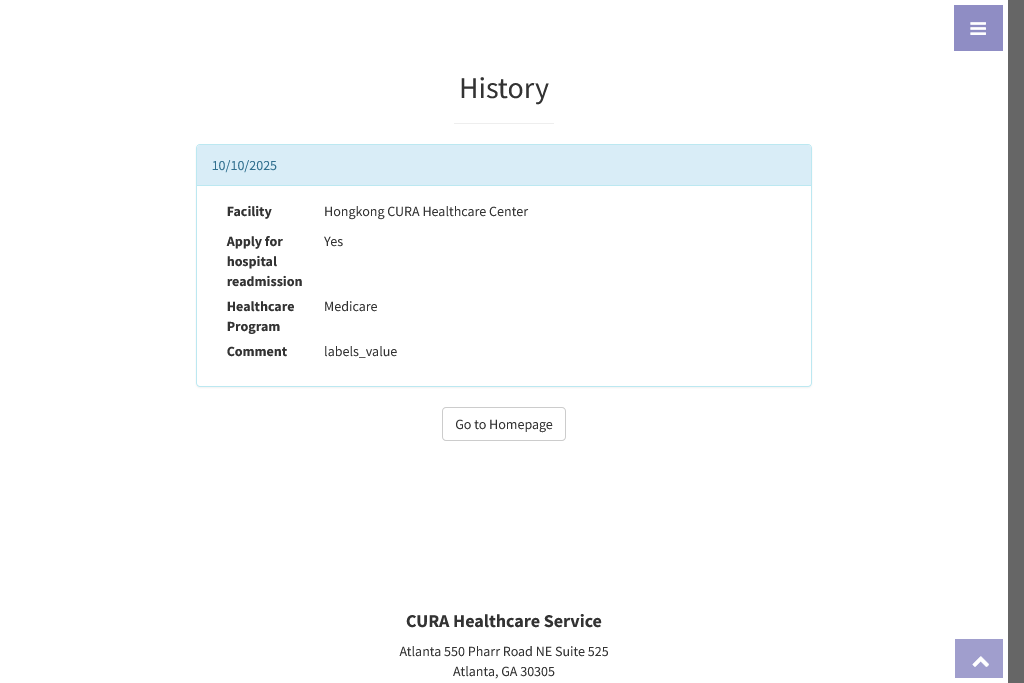 History
10/10/2025
Facility Hongkong CURA Healthcare Center
Apply for Yes
hospital
readmission
Healthcare Medicare
Program
Comment labels_value
Go to Homepage
CURA Healthcare Service
Atlanta 550 Pharr Road NE Suite 525
Atlanta, GA 30305